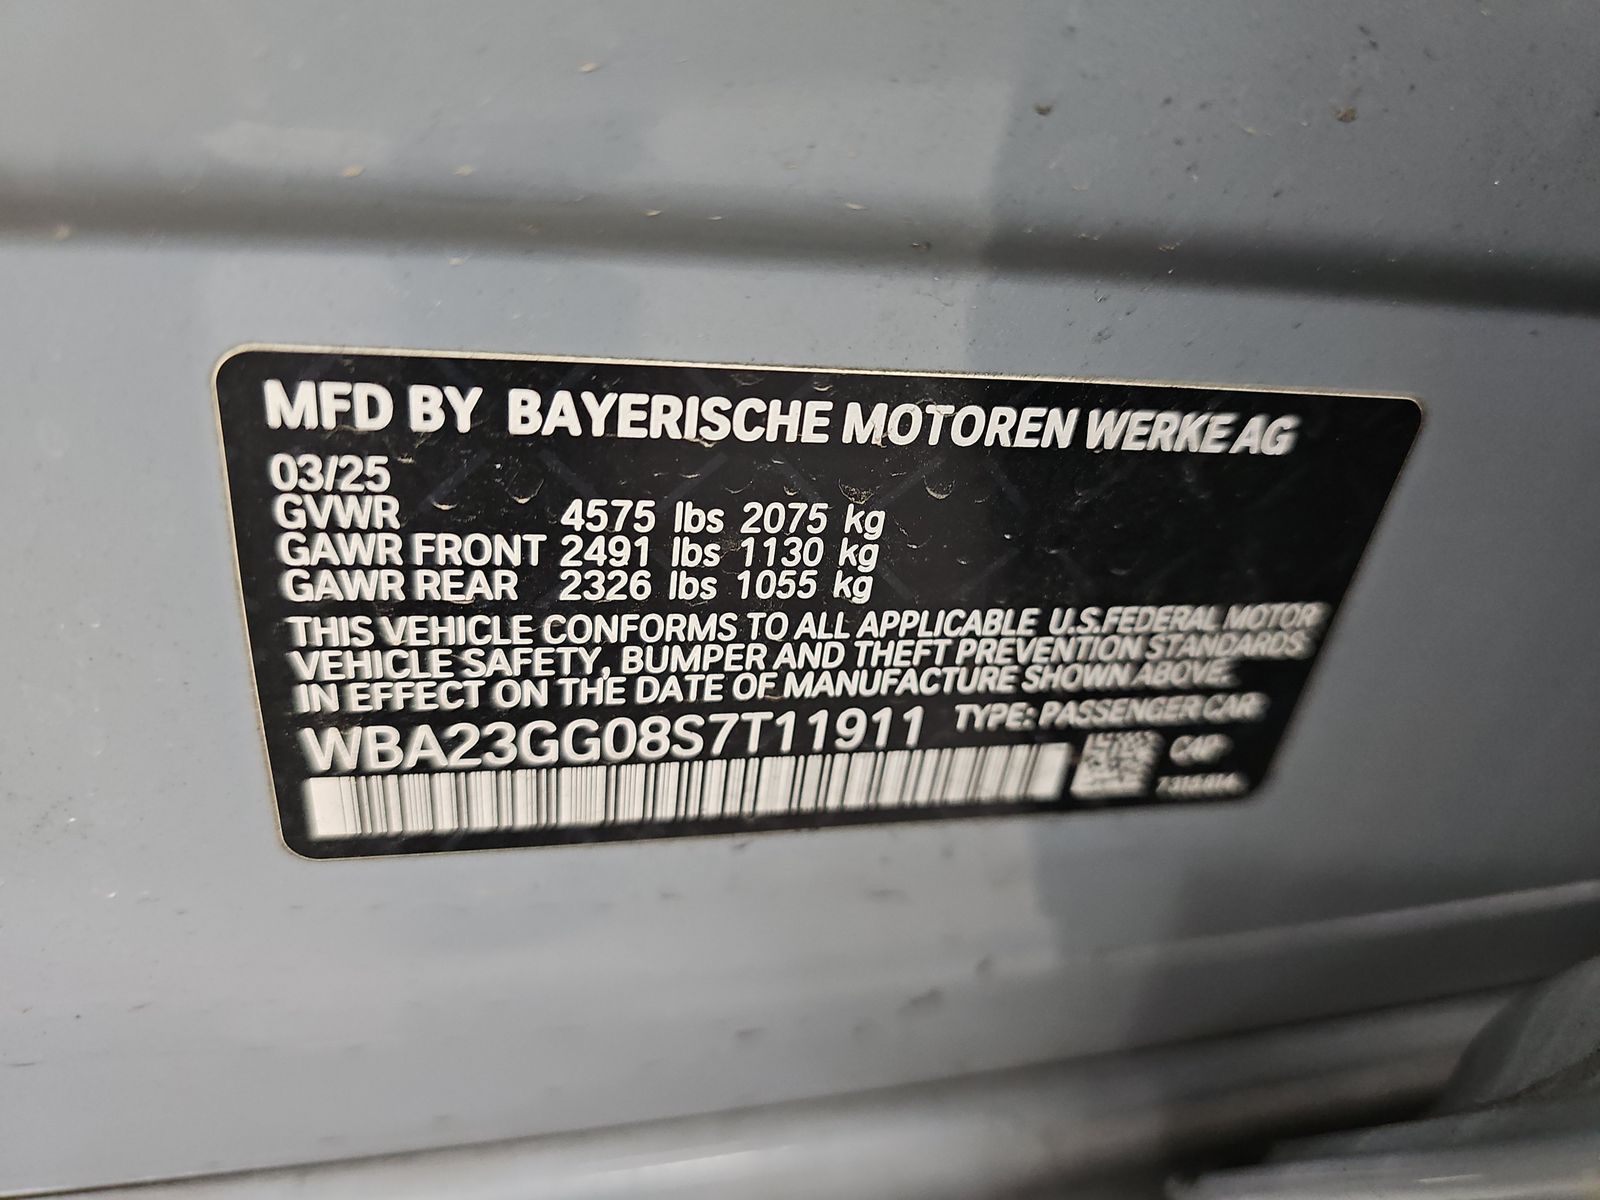 MFD BY BAYERISCHE MOTOREN WERKE AG
03/25
GVWR 4575 lbs 2075 kg
GAWR FRONT 2491 lbs 1130 kg
GAWR REAR 2326 lbs 1055 kg
THIS VEHICLE CONFORMS TO ALL APPLICABLE U.S.FEDERAL MOTOR
VEHICLE SAFETY, BUMPER AND THEFT PREVENTION STANDARDS
IN EFFECT ON THE DATE OF MANUFACTURE SHOWN ABOVE.
WBA23GG08S7T11911 TYPE: PASSENGER CAR